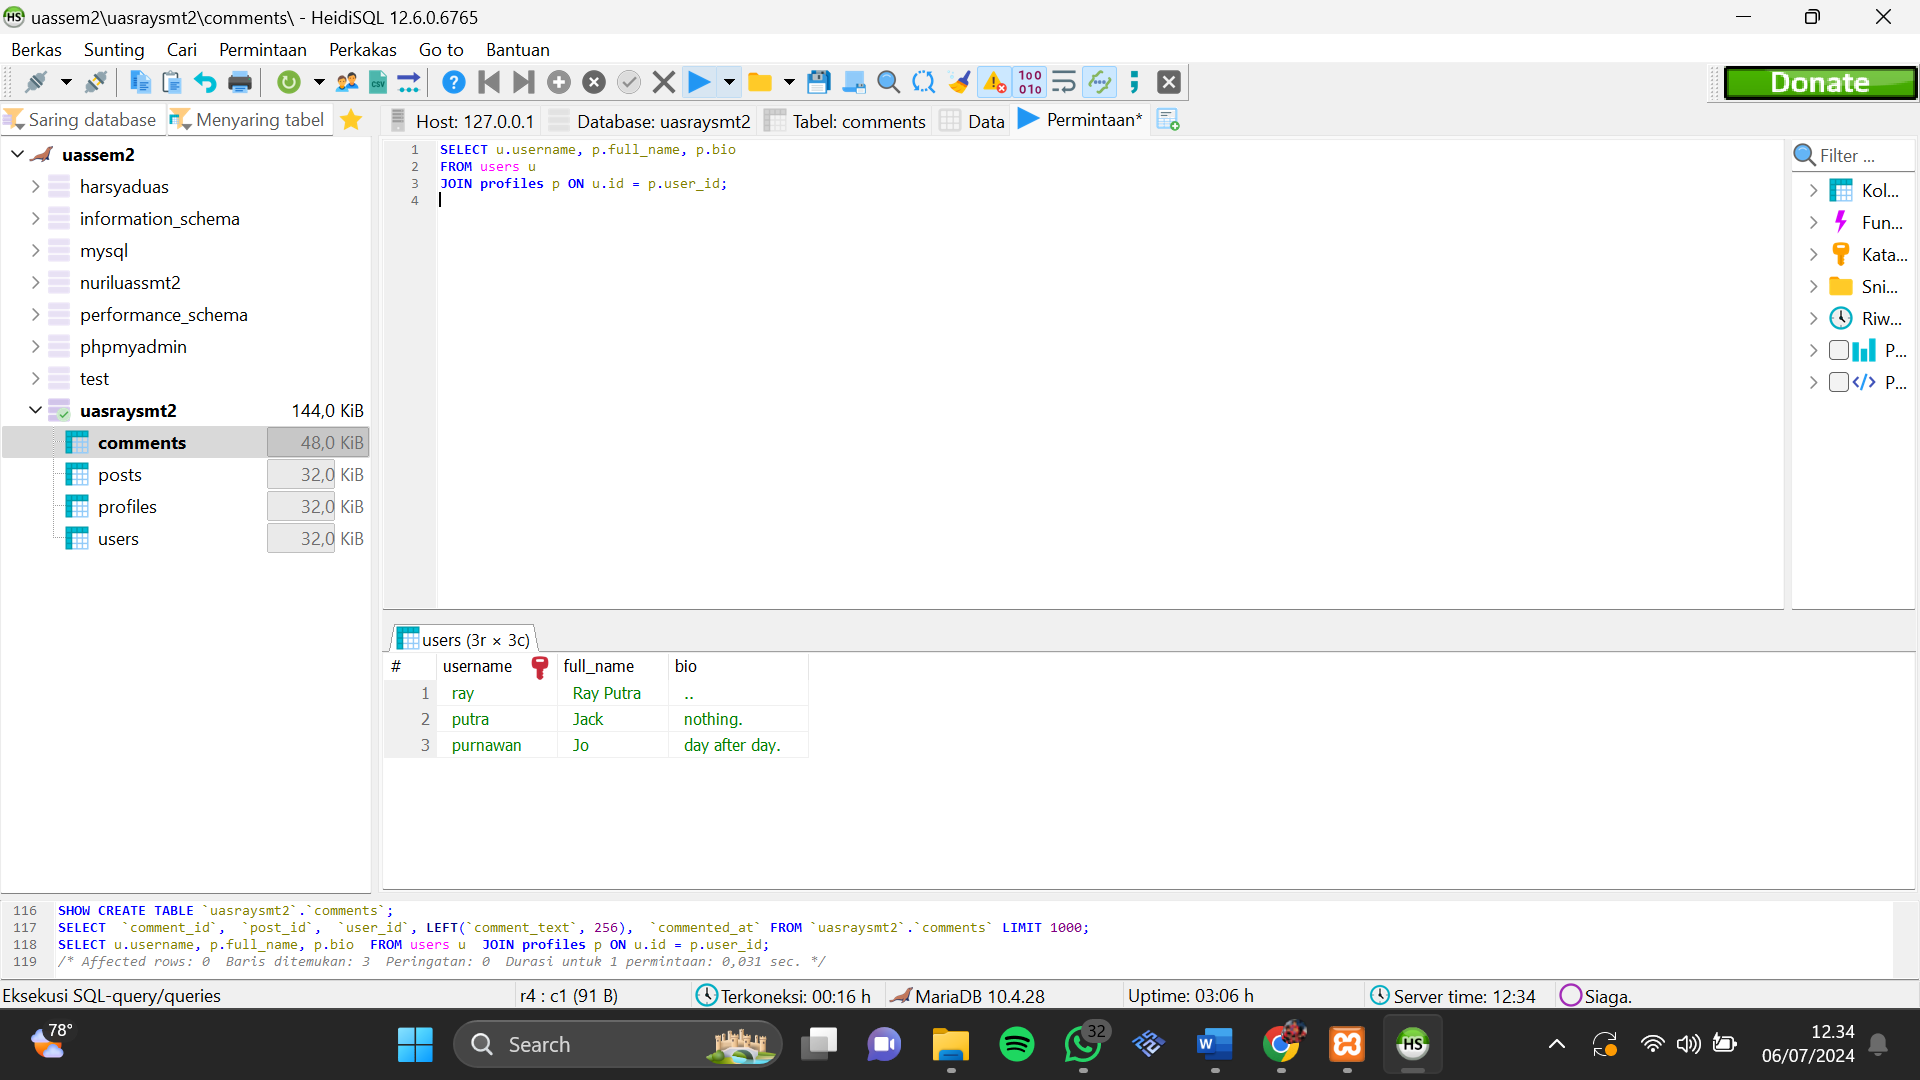 uassem2\uasraysmt2\comments\ - HeidiSQL 12.6.0.6765
Berkas Sunting Cari Permintaan Perkakas Go to Bantuan
Donate
Saring database Menyaring tabel Host: 127.0.0.1 Database: uasraysmt2 Tabel: comments Data Permintaan*
uassem2
harsyaduas
information_schema
mysql
nuriluassmt2
performance_schema
phpmyadmin
test
uasraysmt2 144,0 KiB
comments 48,0 KiB
posts 32,0 KiB
profiles 32,0 KiB
users 32,0 KiB
1 SELECT u.username, p.full_name, p.bio
2 FROM users u
3 JOIN profiles p ON u.id = p.user_id;
4
Filter ...
Kol...
Fun...
Kata...
Sni...
Riw...
P...
P...
users (3r × 3c)
# username full_name bio
1 ray Ray Putra ..
2 putra Jack nothing.
3 purnawan Jo day after day.
116 SHOW CREATE TABLE `uasraysmt2`.`comments`;
117 SELECT `comment_id`, `post_id`, `user_id`, LEFT(`comment_text`, 256), `commented_at` FROM `uasraysmt2`.`comments` LIMIT 1000;
118 SELECT u.username, p.full_name, p.bio FROM users u JOIN profiles p ON u.id = p.user_id;
119 /* Affected rows: 0 Baris ditemukan: 3 Peringatan: 0 Durasi untuk 1 permintaan: 0,031 sec. */
Eksekusi SQL-query/queries r4 : c1 (91 B) Terkoneksi: 00:16 h MariaDB 10.4.28 Uptime: 03:06 h Server time: 12:34 Siaga.
78° Search 32 HS 12.34
06/07/2024